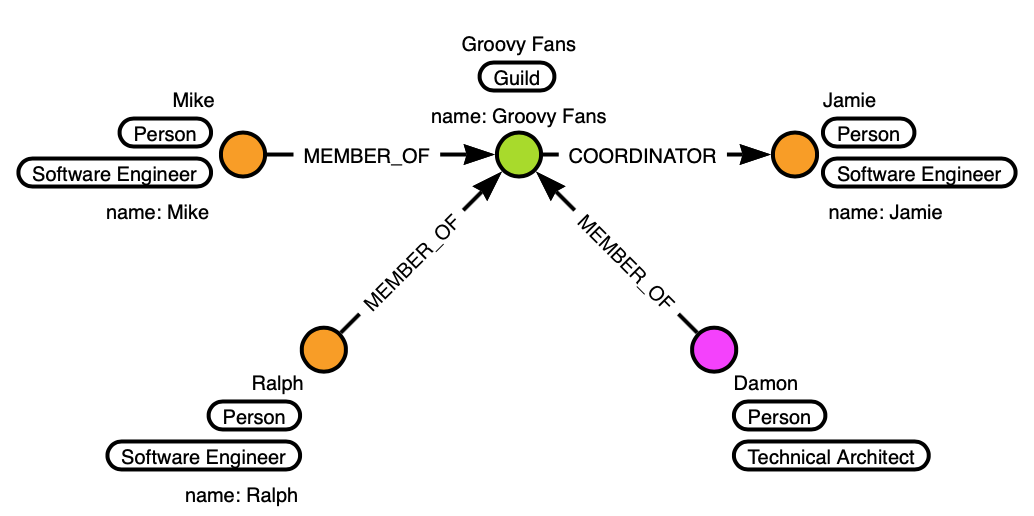 Groovy Fans
Guild
name: Groovy Fans
Mike
Person
Software Engineer
name: Mike
MEMBER_OF
COORDINATOR
Jamie
Person
Software Engineer
name: Jamie
MEMBER_OF
MEMBER_OF
Ralph
Person
Software Engineer
name: Ralph
Damon
Person
Technical Architect